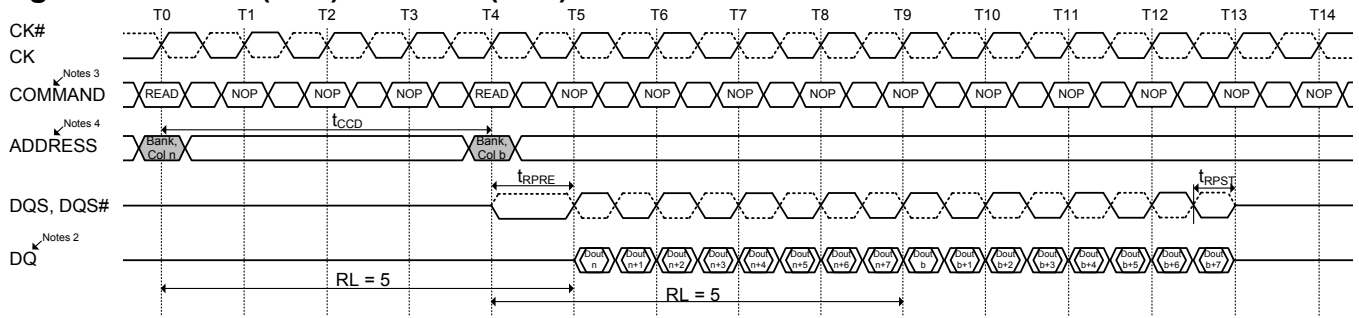 T0 T1 T2 T3 T4 T5 T6 T7 T8 T9 T10 T11 T12 T13 T14
CK#
CK
Notes 3
COMMAND READ NOP NOP NOP READ NOP NOP NOP NOP NOP NOP NOP NOP NOP NOP
tCCD
Notes 4
ADDRESS Bank, Col n Bank, Col b
tRPRE tRPST
DQS, DQS#
Notes 2
DQ Dout n Dout n+1 Dout n+2 Dout n+3 Dout n+4 Dout n+5 Dout n+6 Dout n+7 Dout b Dout b+1 Dout b+2 Dout b+3 Dout b+4 Dout b+5 Dout b+6 Dout b+7
RL = 5
RL = 5